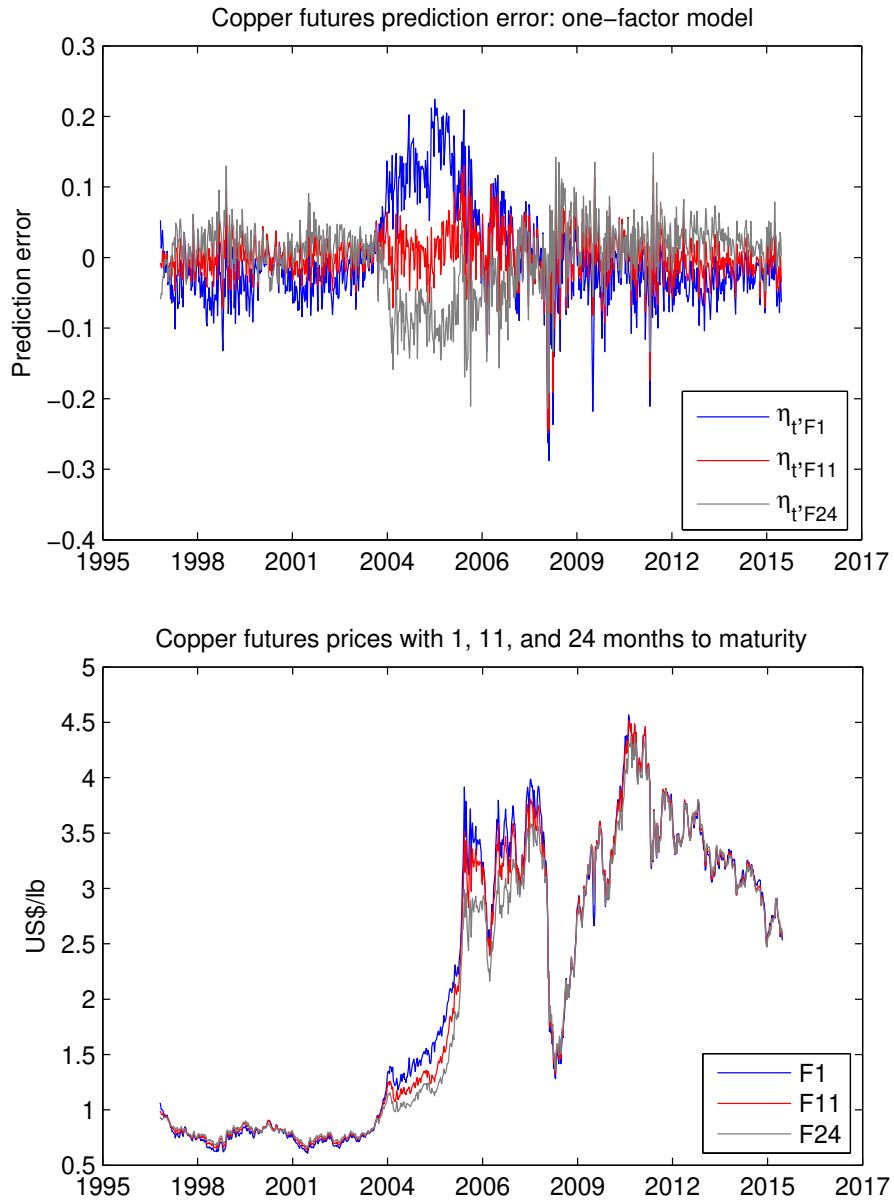 Copper futures prediction error: one−factor model
0.3
0.2
0.1
0
−0.1
−0.2
−0.3
−0.4
Prediction error
ηt,F1
ηt,F11
ηt,F24
1995 1998 2001 2004 2006 2009 2012 2015 2017
Copper futures prices with 1, 11, and 24 months to maturity
5
4.5
4
3.5
3
2.5
2
1.5
1
0.5
US$/lb
F1
F11
F24
1995 1998 2001 2004 2006 2009 2012 2015 2017